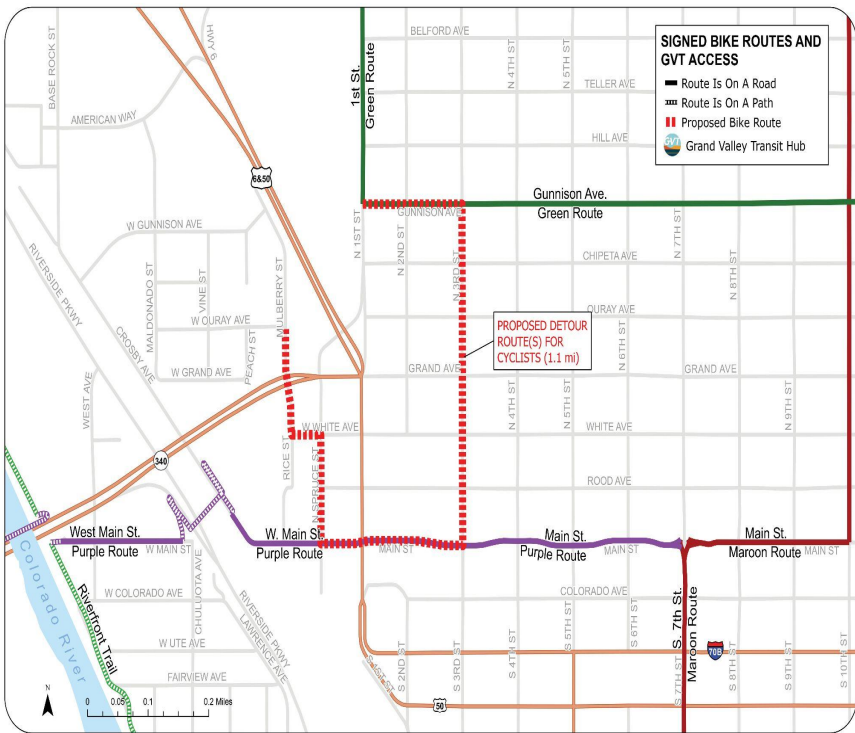 SIGNED BIKE ROUTES AND
GVT ACCESS
Route Is On A Road
Route Is On A Path
Proposed Bike Route
GVT
Grand Valley Transit Hub
BASE ROCK ST
HWY 6
1st St.
Green Route
BELFORD AVE
N 4TH ST
N 5TH ST
TELLER AVE
AMERICAN WAY
HILL AVE
6&50
Gunnison Ave.
Green Route
GUNNISON AVE
W GUNNISON AVE
N 1ST ST
N 2ND ST
N 3RD ST
N 7TH ST
N 8TH ST
CHIPETA AVE
RIVERSIDE PKWY
MALDONADO ST
VINE ST
MULBERRY ST
OURAY AVE
W OURAY AVE
PROPOSED DETOUR
ROUTE(S) FOR
CYCLISTS (1.1 mi)
CROSBY AVE
PEACH ST
N 6TH ST
W GRAND AVE
GRAND AVE
GRAND AVE
WEST AVE
N 4TH ST
N 5TH ST
N 9TH ST
W WHITE AVE
WHITE AVE
340
RICE ST
N SPRUCE ST
ROOD AVE
West Main St.
Purple Route
W MAIN ST
W. Main St.
Purple Route
MAIN ST
Main St.
Purple Route
MAIN ST
Main St.
Maroon Route
MAIN ST
Colorado River
Riverfront Trail
W COLORADO AVE
CHULUOTA AVE
COLORADO AVE
RIVERSIDE PKWY
LAWRENCE AVE
W UTE AVE
FAIRVIEW AVE
S 1ST ST
S 2ND ST
S 3RD ST
S 4TH ST
S 5TH ST
S 6TH ST
S. 7th St.
Maroon Route
S 7TH ST
70B
S 8TH ST
S 9TH ST
S 10TH ST
50
N
0 0.05 0.1 0.2 Miles